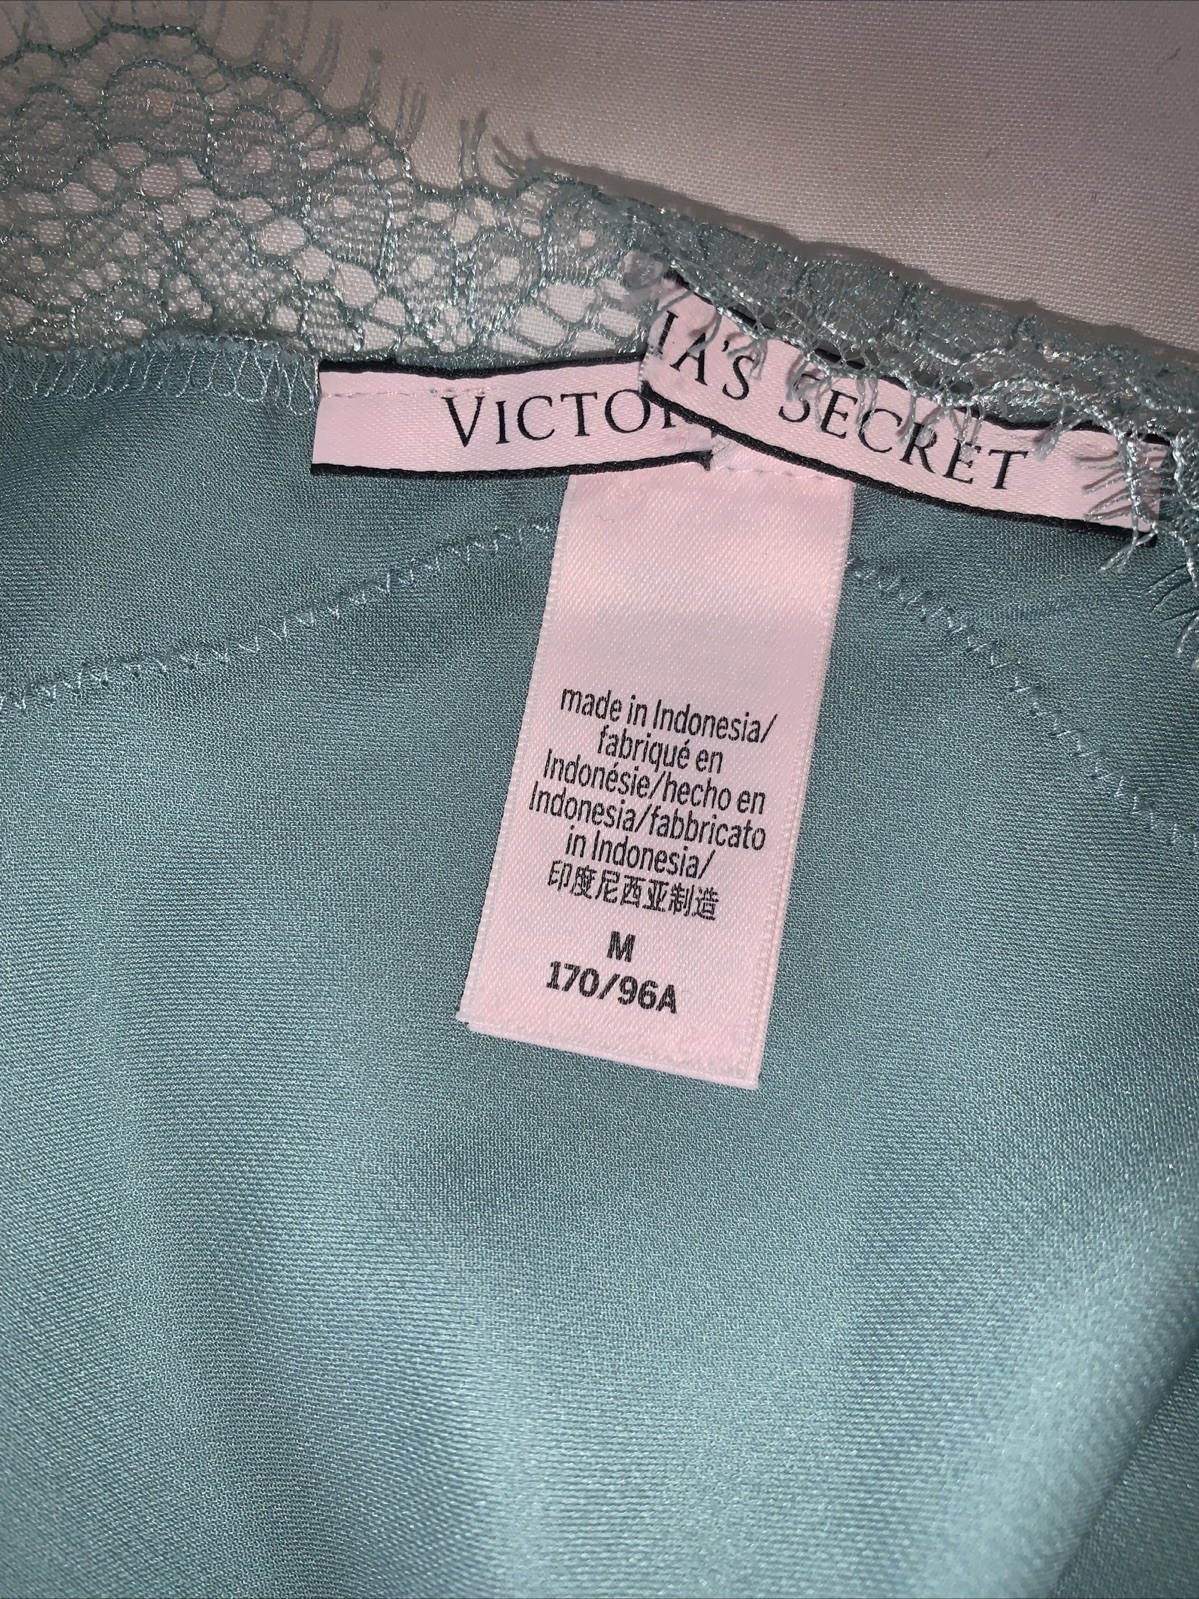 VICTO
IA'S SECRET
made in Indonesia/
fabriqué en
Indonésie/hecho en
Indonesia/fabbricato
in Indonesia/
印度尼西亚制造
M
170/96A